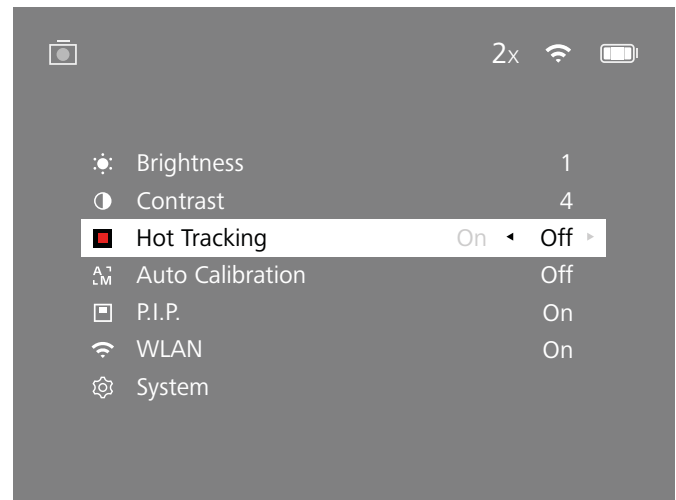 2x
Brightness 1
Contrast 4
Hot Tracking On Off
A M Auto Calibration Off
P.I.P. On
WLAN On
System